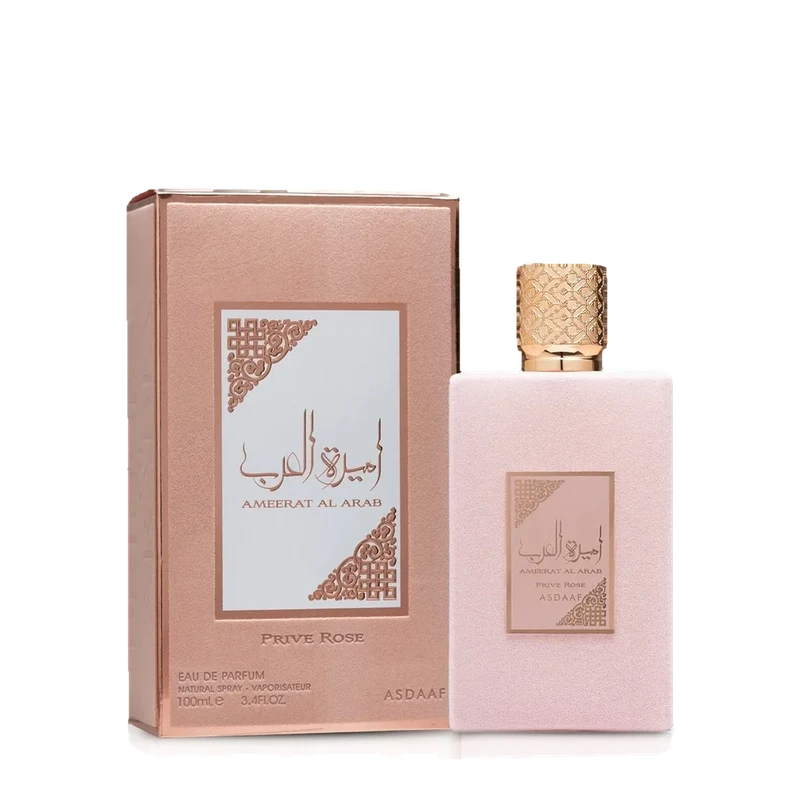 أميرة العرب
AMEERAT AL ARAB
PRIVE ROSE
EAU DE PARFUM
NATURAL SPRAY - VAPORISATEUR
100mL e 3.4FL.OZ.
ASDAAF
أميرة العرب
AMEERAT AL ARAB
PRIVE ROSE
ASDAAF